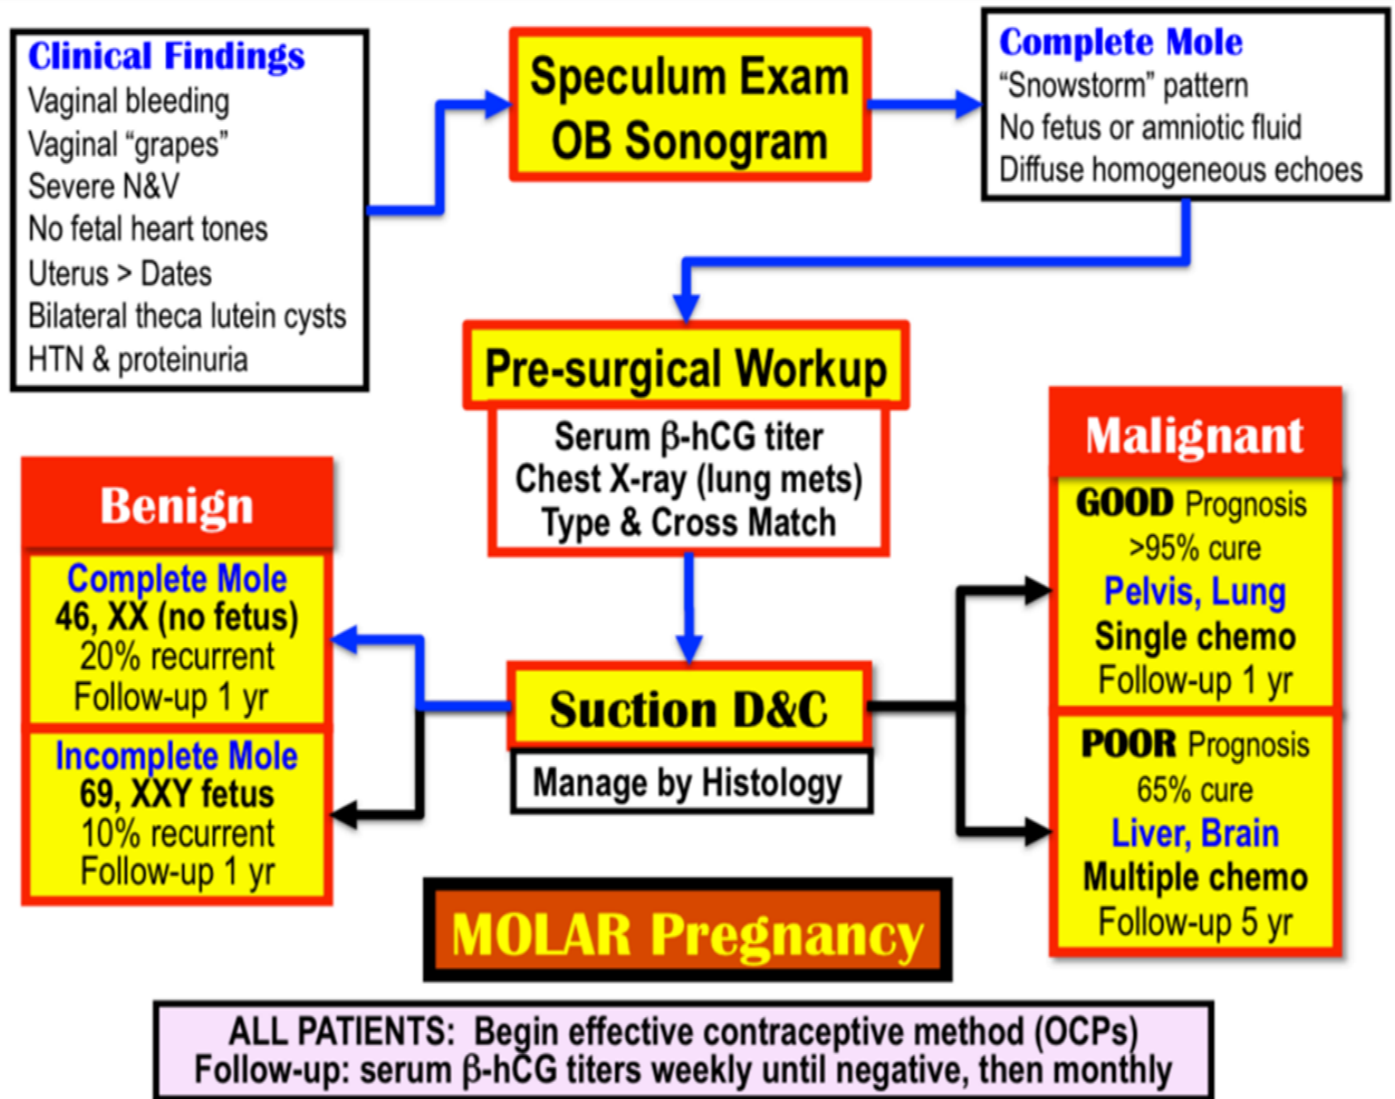 Clinical Findings
Vaginal bleeding
Vaginal “grapes”
Severe N&V
No fetal heart tones
Uterus > Dates
Bilateral theca lutein cysts
HTN & proteinuria
Speculum Exam
OB Sonogram
Complete Mole
“Snowstorm” pattern
No fetus or amniotic fluid
Diffuse homogeneous echoes
Pre-surgical Workup
Serum β-hCG titer
Chest X-ray (lung mets)
Type & Cross Match
Benign
Complete Mole
46, XX (no fetus)
20% recurrent
Follow-up 1 yr
Incomplete Mole
69, XXY fetus
10% recurrent
Follow-up 1 yr
Suction D&C
Manage by Histology
Malignant
GOOD Prognosis
>95% cure
Pelvis, Lung
Single chemo
Follow-up 1 yr
POOR Prognosis
65% cure
Liver, Brain
Multiple chemo
Follow-up 5 yr
MOLAR Pregnancy
ALL PATIENTS: Begin effective contraceptive method (OCPs)
Follow-up: serum β-hCG titers weekly until negative, then monthly